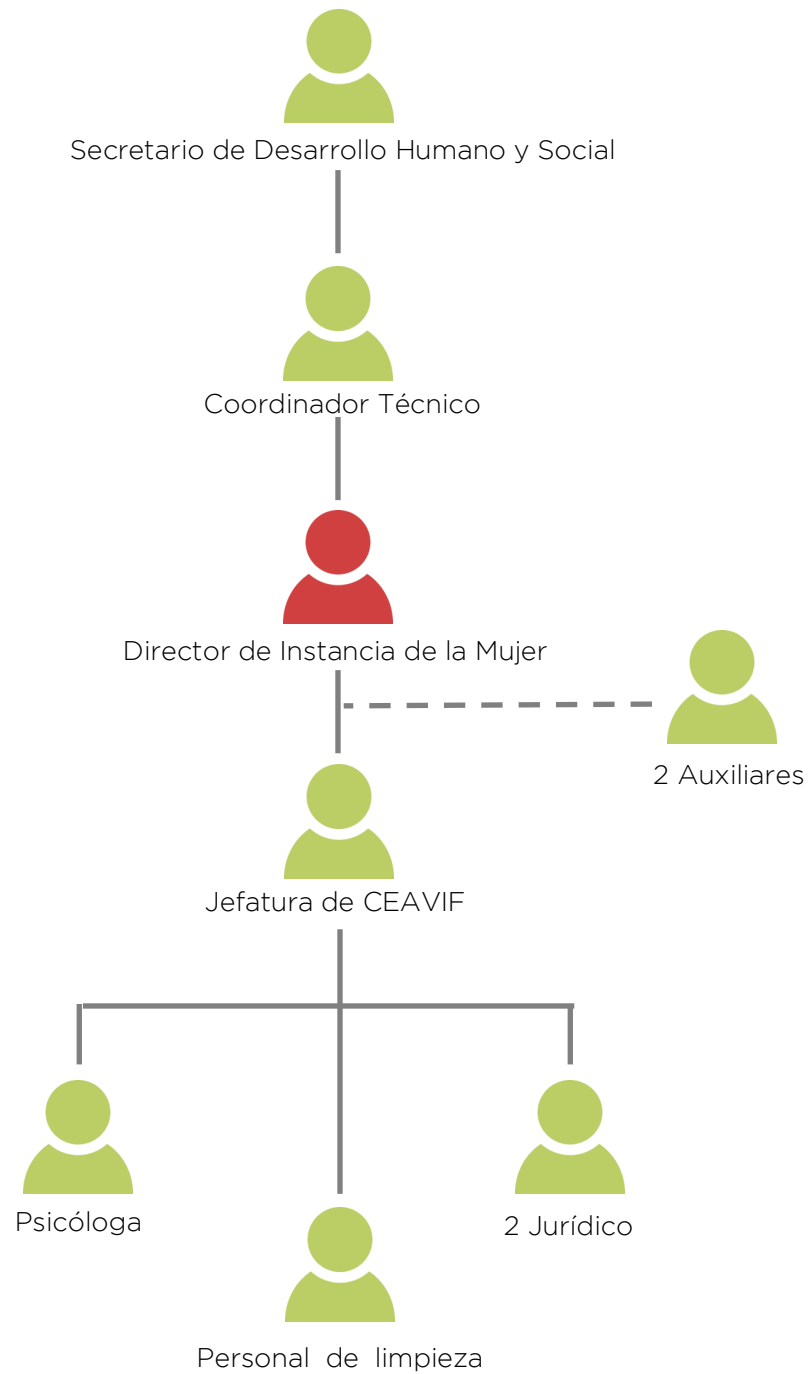 Secretario de Desarrollo Humano y Social
Coordinador Técnico
Director de Instancia de la Mujer
2 Auxiliares
Jefatura de CEAVIF
Psicóloga
2 Jurídico
Personal de limpieza